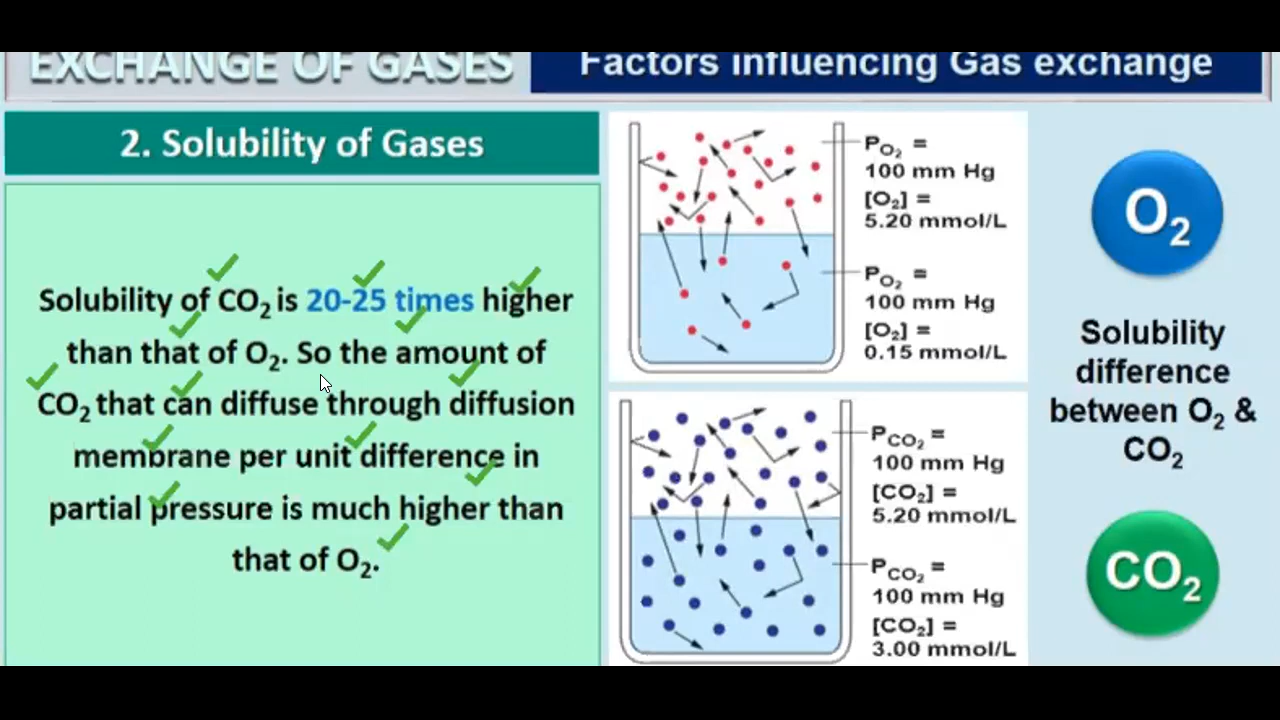 EXCHANGE OF GASES
Factors influencing Gas exchange
2. Solubility of Gases
Solubility of CO₂ is 20-25 times higher
than that of O₂. So the amount of
CO₂ that can diffuse through diffusion
membrane per unit difference in
partial pressure is much higher than
that of O₂.
P_O₂ =
100 mm Hg
[O₂] =
5.20 mmol/L
P_O₂ =
100 mm Hg
[O₂] =
0.15 mmol/L
P_CO₂ =
100 mm Hg
[CO₂] =
5.20 mmol/L
P_CO₂ =
100 mm Hg
[CO₂] =
3.00 mmol/L
O₂
Solubility
difference
between O₂ &
CO₂
CO₂